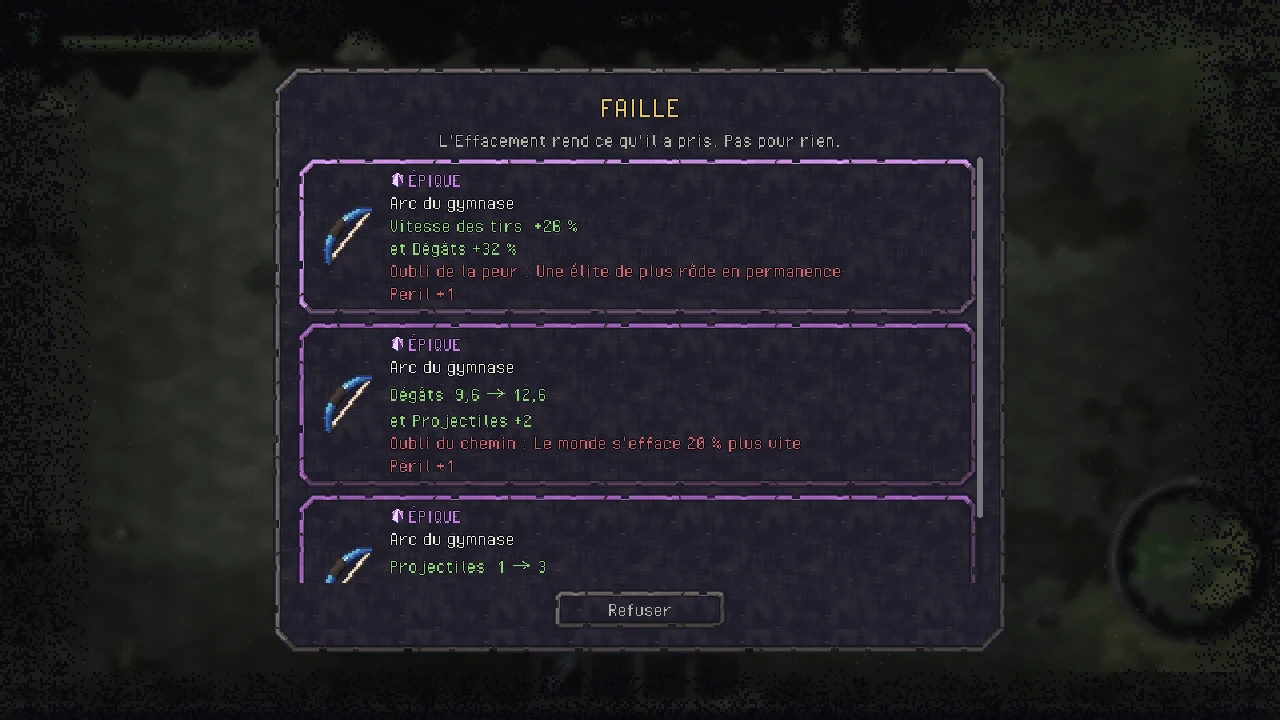 FAILLE
L'Effacement rend ce qu'il a pris. Pas pour rien.
ÉPIQUE
Arc du gymnase
Vitesse des tirs +26 %
et Dégâts +32 %
Oubli de la peur : Une élite de plus rôde en permanence
Péril +1
ÉPIQUE
Arc du gymnase
Dégâts 9,6 → 12,6
et Projectiles +2
Oubli du chemin : Le monde s'efface 20 % plus vite
Péril +1
ÉPIQUE
Arc du gymnase
Projectiles 1 → 3
Refuser